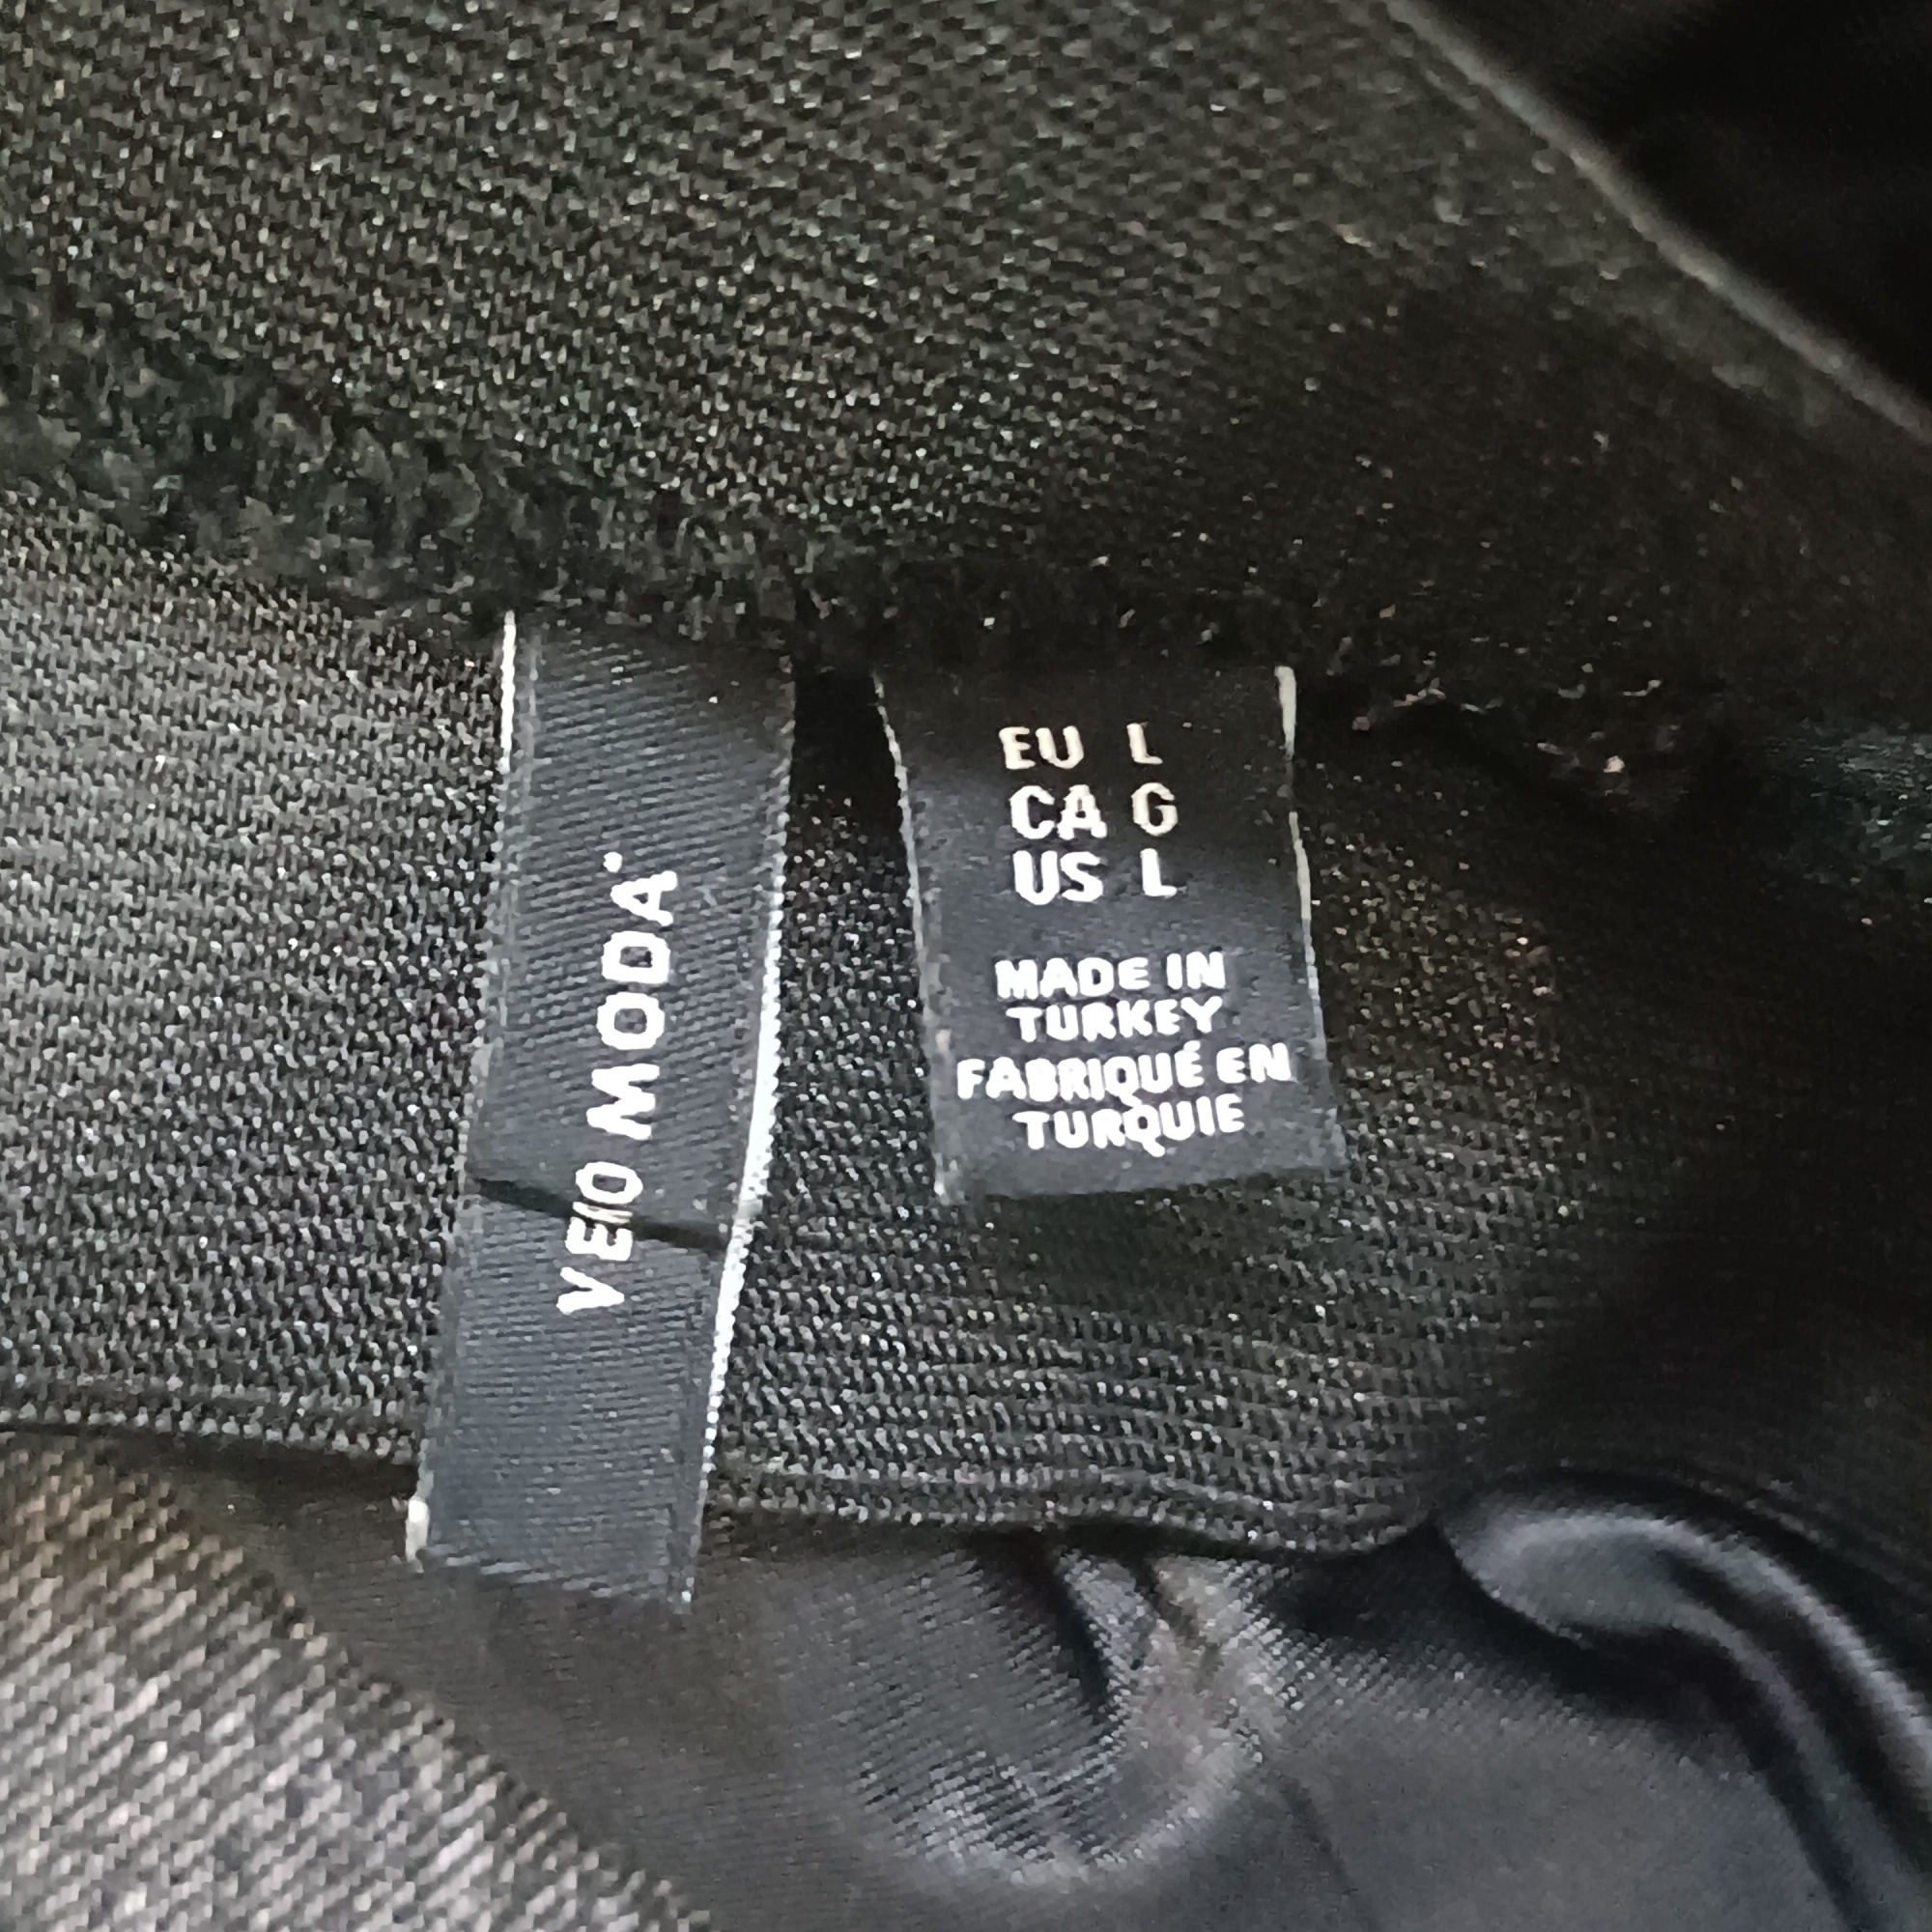 VERO MODA
EU L
CA G
US L
MADE IN
TURKEY
FABRIQUÉ EN
TURQUIE